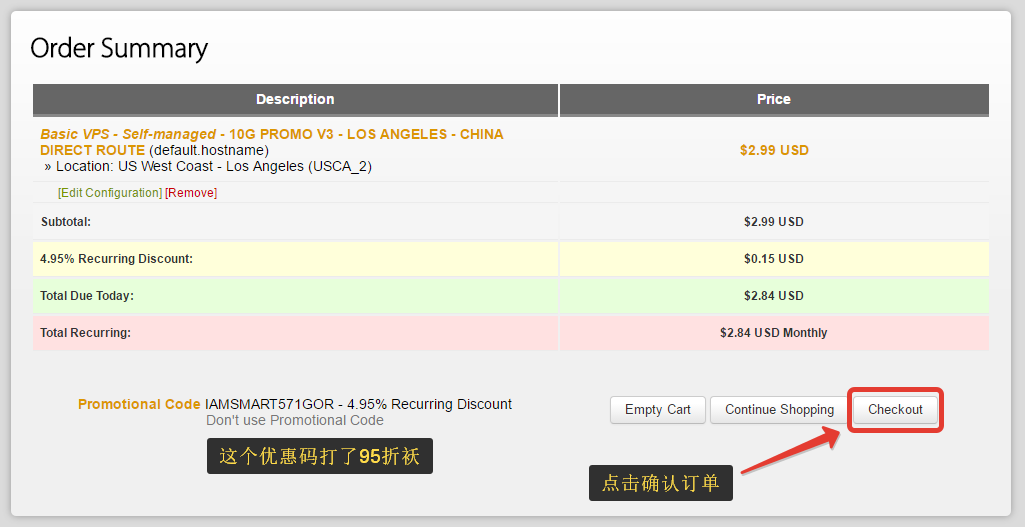 Order Summary
Description Price
Basic VPS - Self-managed - 10G PROMO V3 - LOS ANGELES - CHINA
DIRECT ROUTE (default.hostname) $2.99 USD
» Location: US West Coast - Los Angeles (USCA_2)
[Edit Configuration] [Remove]
Subtotal: $2.99 USD
4.95% Recurring Discount: $0.15 USD
Total Due Today: $2.84 USD
Total Recurring: $2.84 USD Monthly
Promotional Code IAMSMART571GOR - 4.95% Recurring Discount
Don't use Promotional Code
Empty Cart Continue Shopping Checkout
这个优惠码打了95折袄
点击确认订单